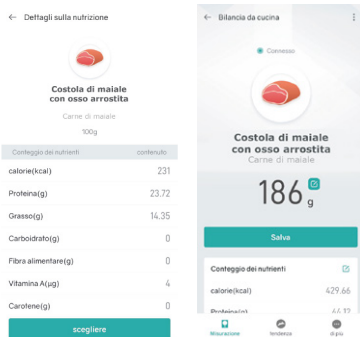 ← Dettagli sulla nutrizione
Costola di maiale
con osso arrostita
Carne di maiale
100g
Conteggio dei nutrienti contenuto
calorie(kcal) 231
Proteina(g) 23.72
Grasso(g) 14.35
Carboidrato(g) 0
Fibra alimentare(g) 0
Vitamina A(µg) 4
Carotene(g) 0
scegliere
← Bilancia da cucina
Connesso
Costola di maiale
con osso arrostita
Carne di maiale
186 g
Salva
Conteggio dei nutrienti
calorie(kcal) 429.66
Proteina(g) 44.12
Misurazione
Tendenza
di più